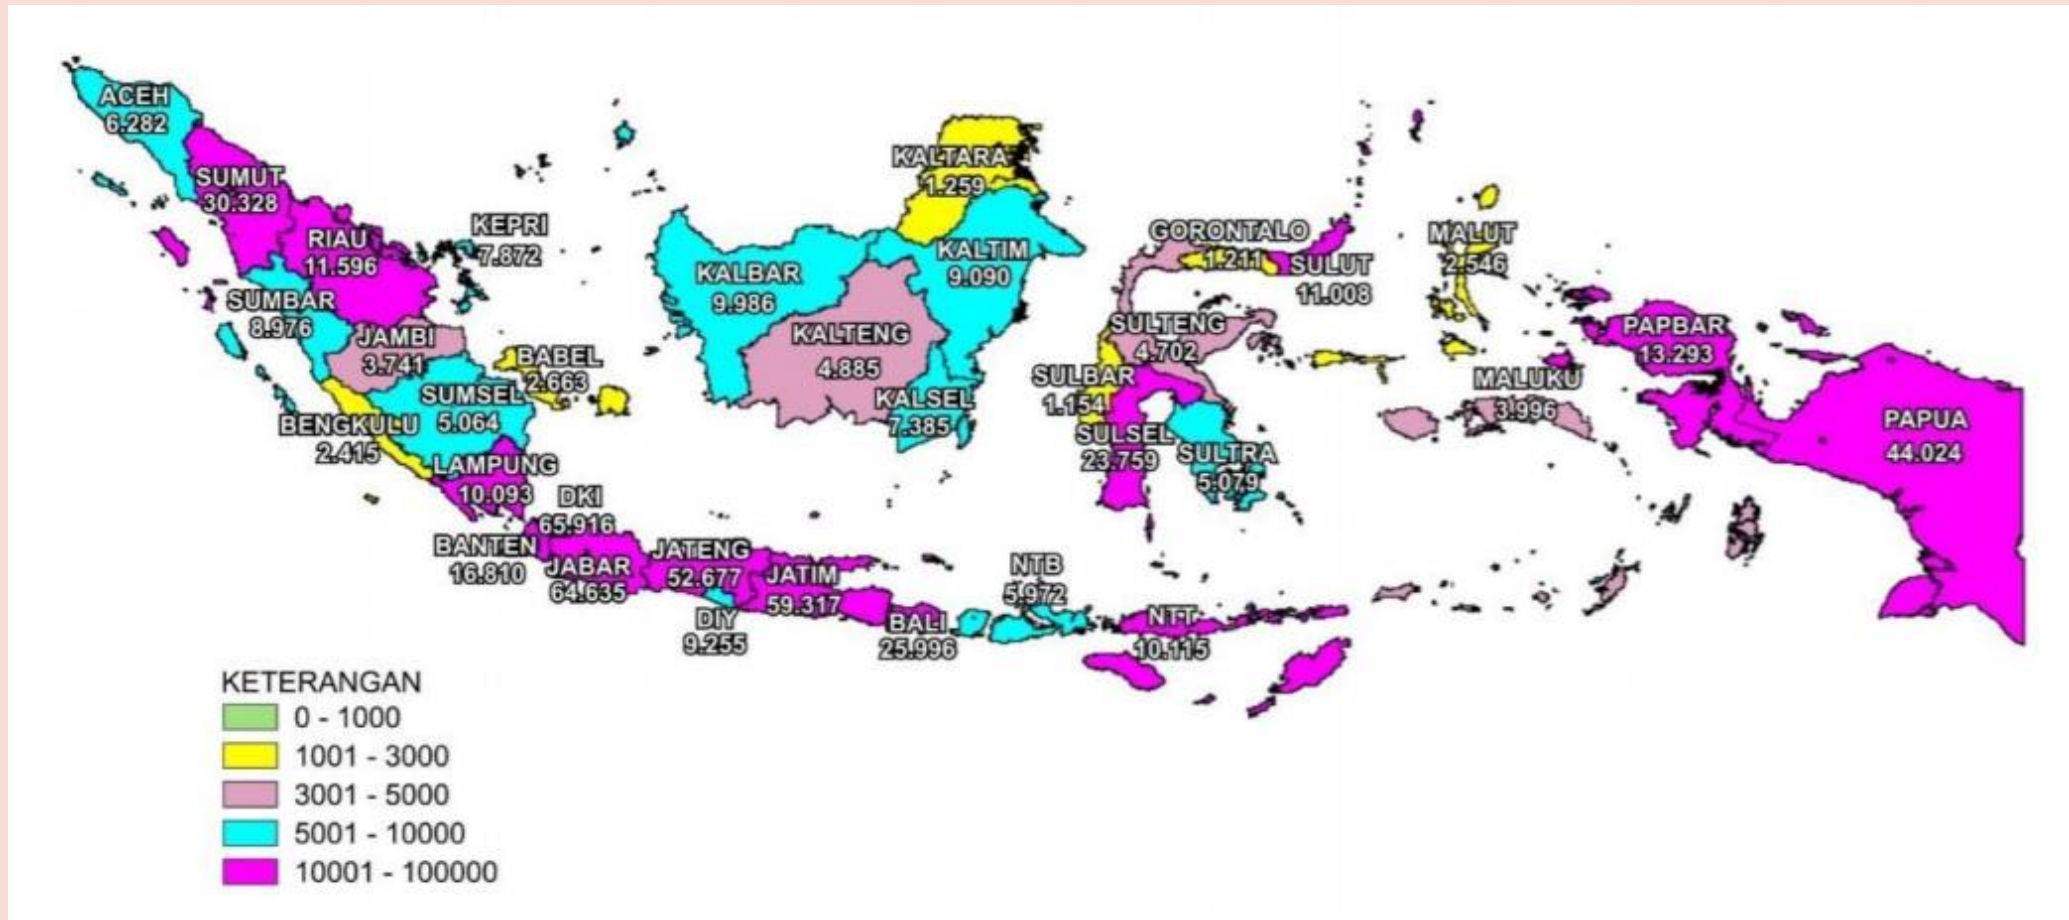 ACEH
6.282
SUMUT
30.328
RIAU
11.596
KEPRI
7.872
SUMBAR
8.976
JAMBI
3.741
BABEL
2.663
SUMSEL
5.064
BENGKULU
2.415
LAMPUNG
10.093
DKI
65.916
BANTEN
16.810
JABAR
64.635
JATENG
52.677
DIY
9.255
JATIM
59.317
BALI
25.996
NTB
5.972
NTT
10.115
KALBAR
9.986
KALTENG
4.885
KALSEL
7.385
KALTIM
9.090
KALTARA
1.259
GORONTALO
1.211
SULUT
11.008
SULTENG
4.702
SULBAR
1.154
SULSEL
23.759
SULTRA
5.079
MALUT
2.546
MALUKU
3.996
PAPBAR
13.293
PAPUA
44.024
KETERANGAN
0 - 1000
1001 - 3000
3001 - 5000
5001 - 10000
10001 - 100000